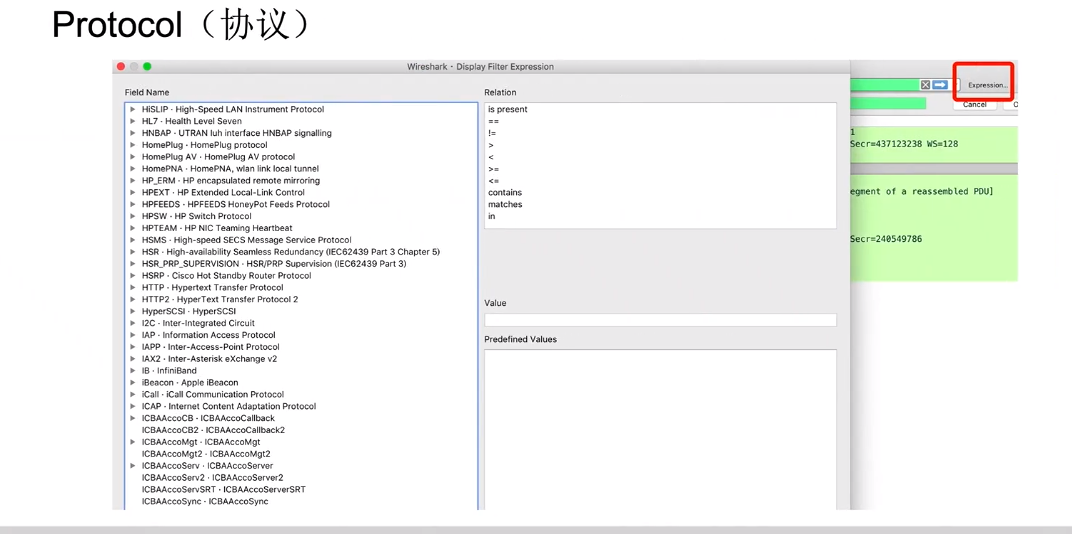 Protocol（协议）
Wireshark · Display Filter Expression
Field Name
HiSLIP · High-Speed LAN Instrument Protocol
HL7 · Health Level Seven
HNBAP · UTRAN Iuh interface HNBAP signalling
HomePlug · HomePlug protocol
HomePlug AV · HomePlug AV protocol
HomePNA · HomePNA, wlan link local tunnel
HP_ERM · HP encapsulated remote mirroring
HPEXT · HP Extended Local-Link Control
HPFEEDS · HPFEEDS HoneyPot Feeds Protocol
HPSW · HP Switch Protocol
HPTEAM · HP NIC Teaming Heartbeat
HSMS · High-speed SECS Message Service Protocol
HSR · High-availability Seamless Redundancy (IEC62439 Part 3 Chapter 5)
HSR_PRP_SUPERVISION · HSR/PRP Supervision (IEC62439 Part 3)
HSRP · Cisco Hot Standby Router Protocol
HTTP · Hypertext Transfer Protocol
HTTP2 · HyperText Transfer Protocol 2
HyperSCSI · HyperSCSI
I2C · Inter-Integrated Circuit
IAP · Information Access Protocol
IAPP · Inter-Access-Point Protocol
IAX2 · Inter-Asterisk eXchange v2
IB · InfiniBand
iBeacon · Apple iBeacon
iCall · iCall Communication Protocol
ICAP · Internet Content Adaptation Protocol
ICBAAccoCB · ICBAAccoCallback
ICBAAccoCB2 · ICBAAccoCallback2
ICBAAccoMgt · ICBAAccoMgt
ICBAAccoMgt2 · ICBAAccoMgt2
ICBAAccoServ · ICBAAccoServer
ICBAAccoServ2 · ICBAAccoServer2
ICBAAccoServSRT · ICBAAccoServerSRT
ICBAAccoSync · ICBAAccoSync
Relation
is present
==
!=
>
<
>=
<=
contains
matches
in
Value
Predefined Values
Expression...
Cancel
1
Secr=437123238 WS=128
egment of a reassembled PDU]
Secr=240549786